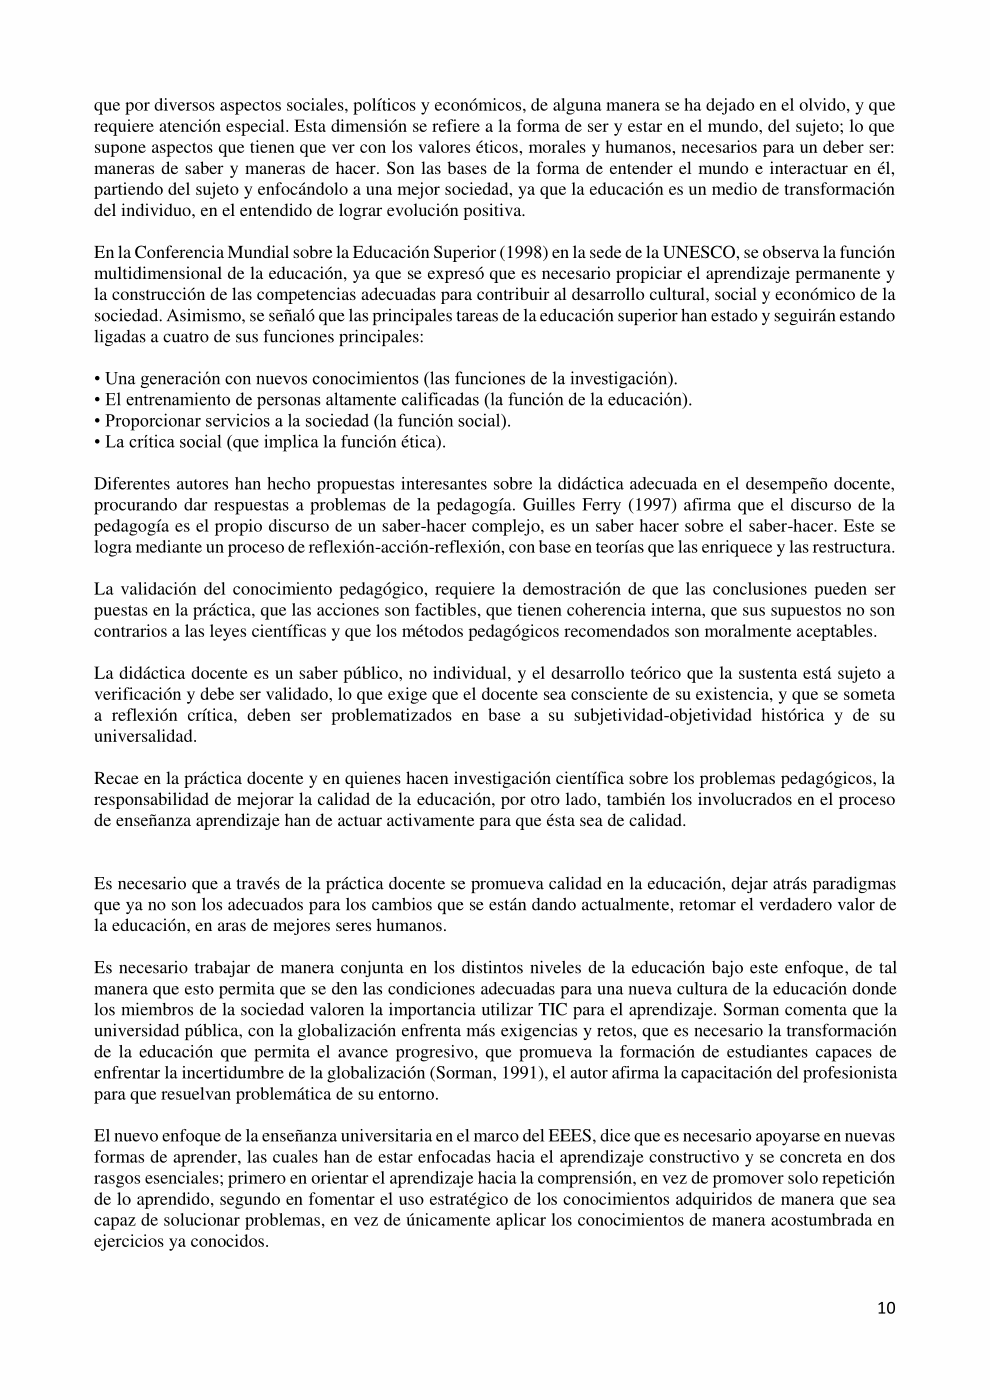 que por diversos aspectos sociales, políticos y económicos, de alguna manera se ha dejado en el olvido, y que
requiere atención especial. Esta dimensión se refiere a la forma de ser y estar en el mundo, del sujeto; lo que
supone aspectos que tienen que ver con los valores éticos, morales y humanos, necesarios para un deber ser:
maneras de saber y maneras de hacer. Son las bases de la forma de entender el mundo e interactuar en él,
partiendo del sujeto y enfocándolo a una mejor sociedad, ya que la educación es un medio de transformación
del individuo, en el entendido de lograr evolución positiva.
En la Conferencia Mundial sobre la Educación Superior (1998) en la sede de la UNESCO, se observa la función
multidimensional de la educación, ya que se expresó que es necesario propiciar el aprendizaje permanente y
la construcción de las competencias adecuadas para contribuir al desarrollo cultural, social y económico de la
sociedad. Asimismo, se señaló que las principales tareas de la educación superior han estado y seguirán estando
ligadas a cuatro de sus funciones principales:
• Una generación con nuevos conocimientos (las funciones de la investigación).
• El entrenamiento de personas altamente calificadas (la función de la educación).
• Proporcionar servicios a la sociedad (la función social).
• La crítica social (que implica la función ética).
Diferentes autores han hecho propuestas interesantes sobre la didáctica adecuada en el desempeño docente,
procurando dar respuestas a problemas de la pedagogía. Guilles Ferry (1997) afirma que el discurso de la
pedagogía es el propio discurso de un saber-hacer complejo, es un saber hacer sobre el saber-hacer. Este se
logra mediante un proceso de reflexión-acción-reflexión, con base en teorías que las enriquece y las restructura.
La validación del conocimiento pedagógico, requiere la demostración de que las conclusiones pueden ser
puestas en la práctica, que las acciones son factibles, que tienen coherencia interna, que sus supuestos no son
contrarios a las leyes científicas y que los métodos pedagógicos recomendados son moralmente aceptables.
La didáctica docente es un saber público, no individual, y el desarrollo teórico que la sustenta está sujeto a
verificación y debe ser validado, lo que exige que el docente sea consciente de su existencia, y que se someta
a reflexión crítica, deben ser problematizados en base a su subjetividad-objetividad histórica y de su
universalidad.
Recae en la práctica docente y en quienes hacen investigación científica sobre los problemas pedagógicos, la
responsabilidad de mejorar la calidad de la educación, por otro lado, también los involucrados en el proceso
de enseñanza aprendizaje han de actuar activamente para que ésta sea de calidad.
Es necesario que a través de la práctica docente se promueva calidad en la educación, dejar atrás paradigmas
que ya no son los adecuados para los cambios que se están dando actualmente, retomar el verdadero valor de
la educación, en aras de mejores seres humanos.
Es necesario trabajar de manera conjunta en los distintos niveles de la educación bajo este enfoque, de tal
manera que esto permita que se den las condiciones adecuadas para una nueva cultura de la educación donde
los miembros de la sociedad valoren la importancia utilizar TIC para el aprendizaje. Sorman comenta que la
universidad pública, con la globalización enfrenta más exigencias y retos, que es necesario la transformación
de la educación que permita el avance progresivo, que promueva la formación de estudiantes capaces de
enfrentar la incertidumbre de la globalización (Sorman, 1991), el autor afirma la capacitación del profesionista
para que resuelvan problemática de su entorno.
El nuevo enfoque de la enseñanza universitaria en el marco del EEES, dice que es necesario apoyarse en nuevas
formas de aprender, las cuales han de estar enfocadas hacia el aprendizaje constructivo y se concreta en dos
rasgos esenciales; primero en orientar el aprendizaje hacia la comprensión, en vez de promover solo repetición
de lo aprendido, segundo en fomentar el uso estratégico de los conocimientos adquiridos de manera que sea
capaz de solucionar problemas, en vez de únicamente aplicar los conocimientos de manera acostumbrada en
ejercicios ya conocidos.
10